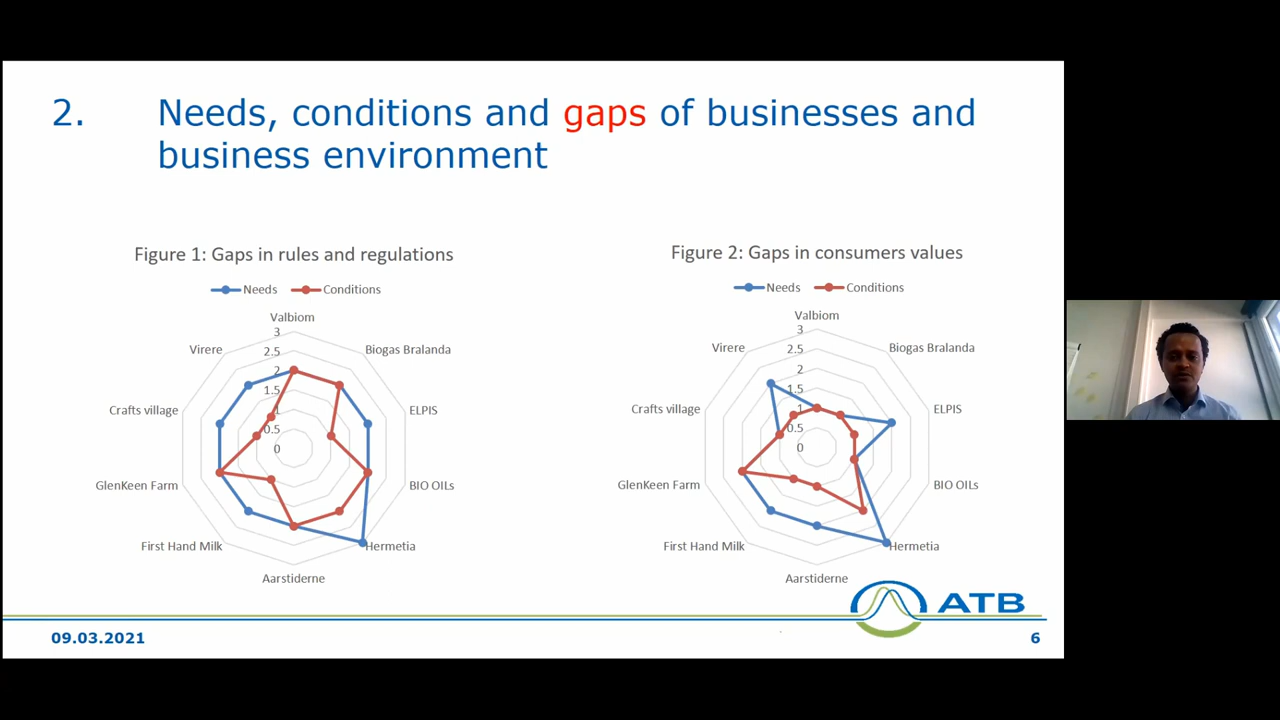 2. Needs, conditions and gaps of businesses and
business environment
Figure 1: Gaps in rules and regulations
Needs Conditions
Valbiom
Biogas Bralanda
ELPIS
BIO OILs
Hermetia
Aarstiderne
First Hand Milk
GlenKeen Farm
Crafts village
Virere
3
2.5
2
1.5
1
0.5
0
Figure 2: Gaps in consumers values
Needs Conditions
Valbiom
Biogas Bralanda
ELPIS
BIO OILs
Hermetia
Aarstiderne
First Hand Milk
GlenKeen Farm
Crafts village
Virere
3
2.5
2
1.5
1
0.5
0
ATB
09.03.2021
6